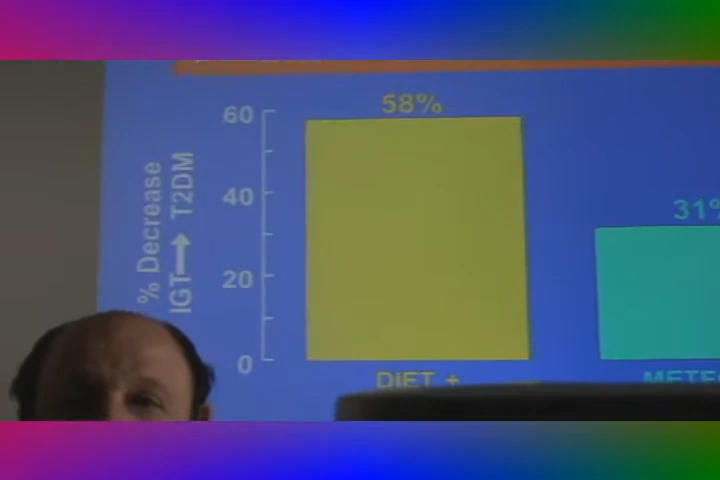 58%
60
40
20
0
% Decrease
IGT → T2DM
31%
DIET +